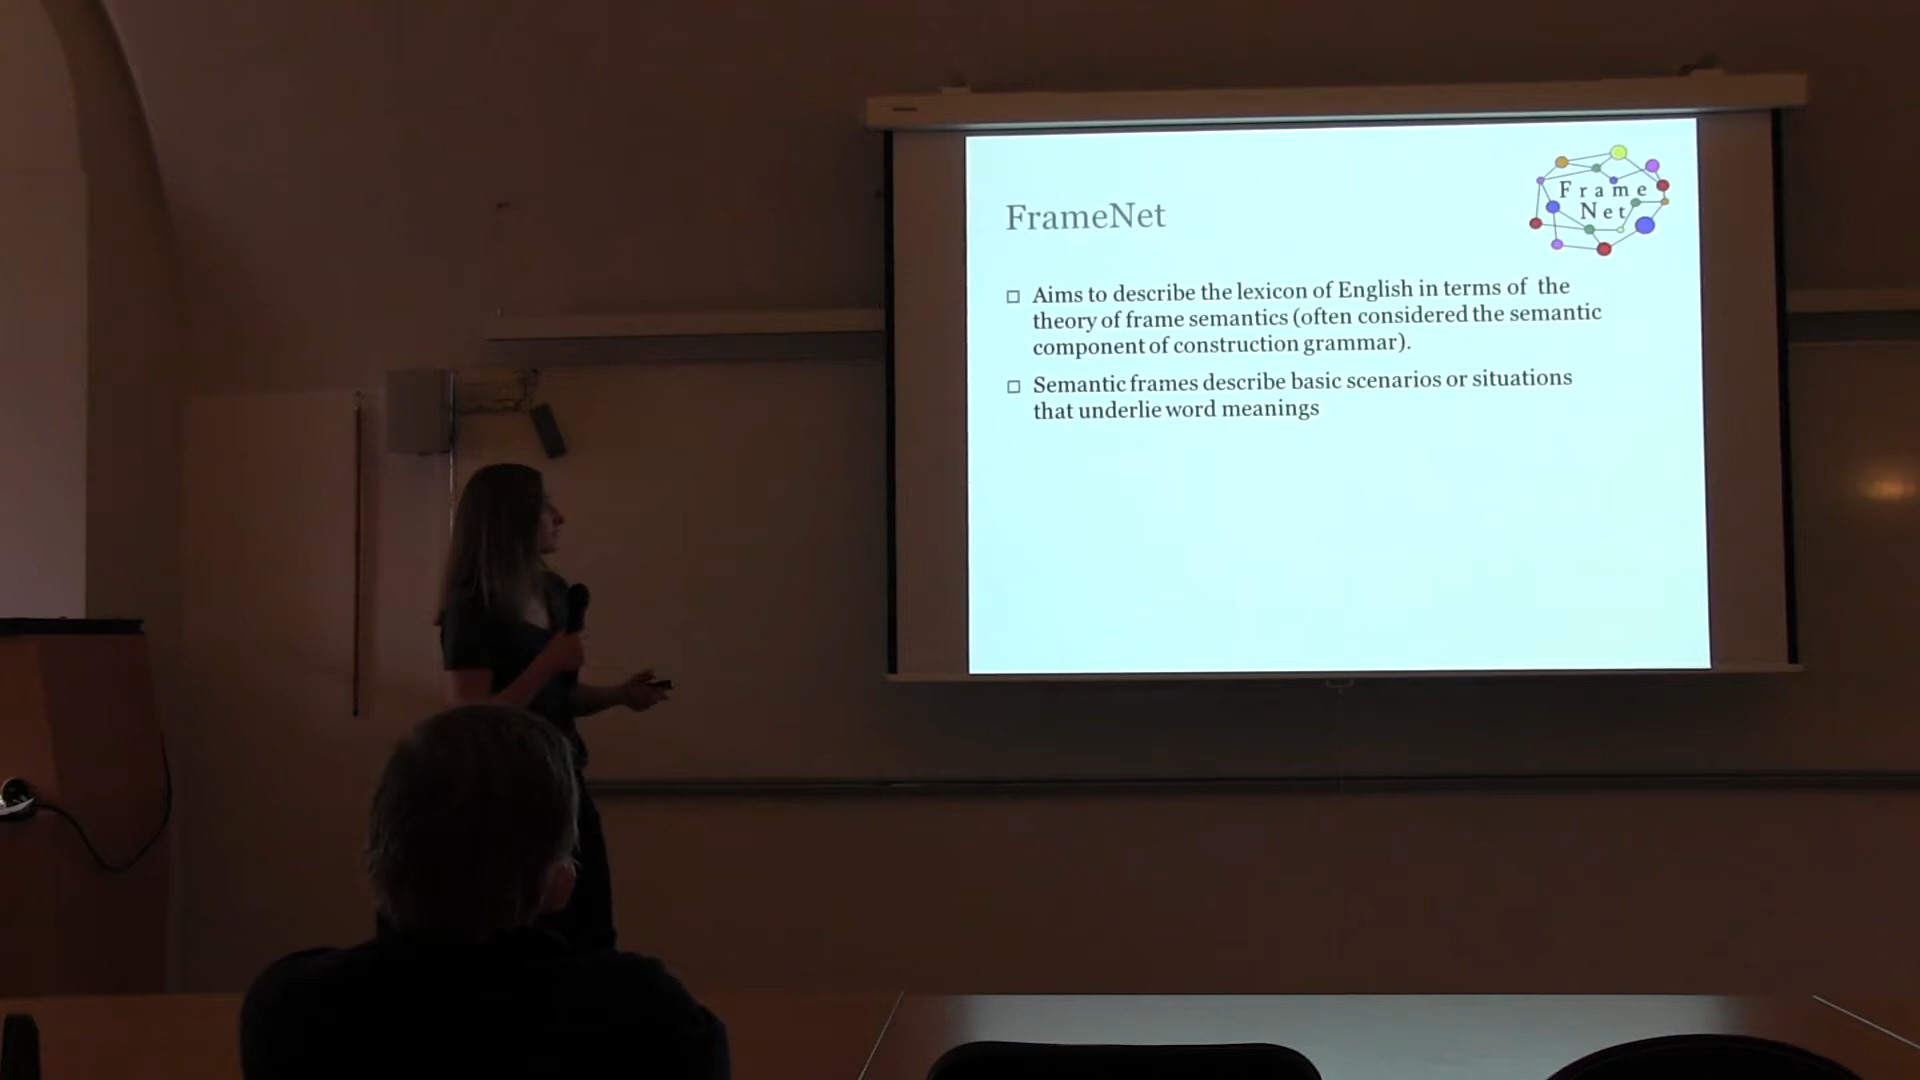 Frame
Net
FrameNet
□ Aims to describe the lexicon of English in terms of the
theory of frame semantics (often considered the semantic
component of construction grammar).
□ Semantic frames describe basic scenarios or situations
that underlie word meanings